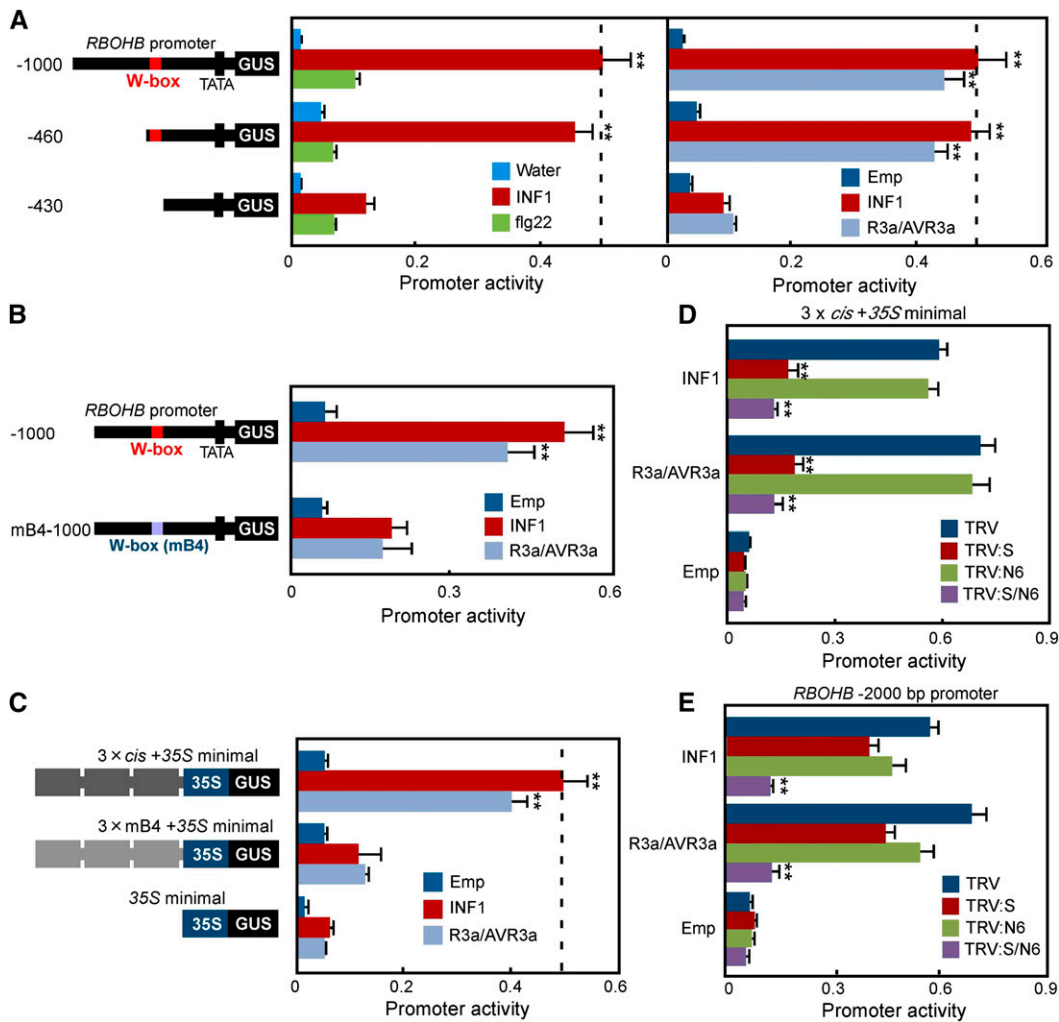 A
RBOHB promoter
-1000
GUS
W-box
TATA
-460
GUS
-430
GUS
**
**
Water
INF1
flg22
0
0.2
0.4
Promoter activity
**
**
**
**
Emp
INF1
R3a/AVR3a
0
0.2
0.4
0.6
Promoter activity
B
RBOHB promoter
-1000
GUS
W-box
TATA
mB4-1000
GUS
W-box (mB4)
**
**
Emp
INF1
R3a/AVR3a
0
0.3
0.6
Promoter activity
C
3 × cis +35S minimal
35S GUS
3 × mB4 +35S minimal
35S GUS
35S minimal
35S GUS
**
**
Emp
INF1
R3a/AVR3a
0
0.2
0.4
0.6
Promoter activity
D
3 x cis +35S minimal
INF1
**
**
R3a/AVR3a
**
**
Emp
TRV
TRV:S
TRV:N6
TRV:S/N6
0
0.3
0.6
0.9
Promoter activity
E
RBOHB -2000 bp promoter
INF1
**
R3a/AVR3a
**
Emp
TRV
TRV:S
TRV:N6
TRV:S/N6
0
0.3
0.6
0.9
Promoter activity